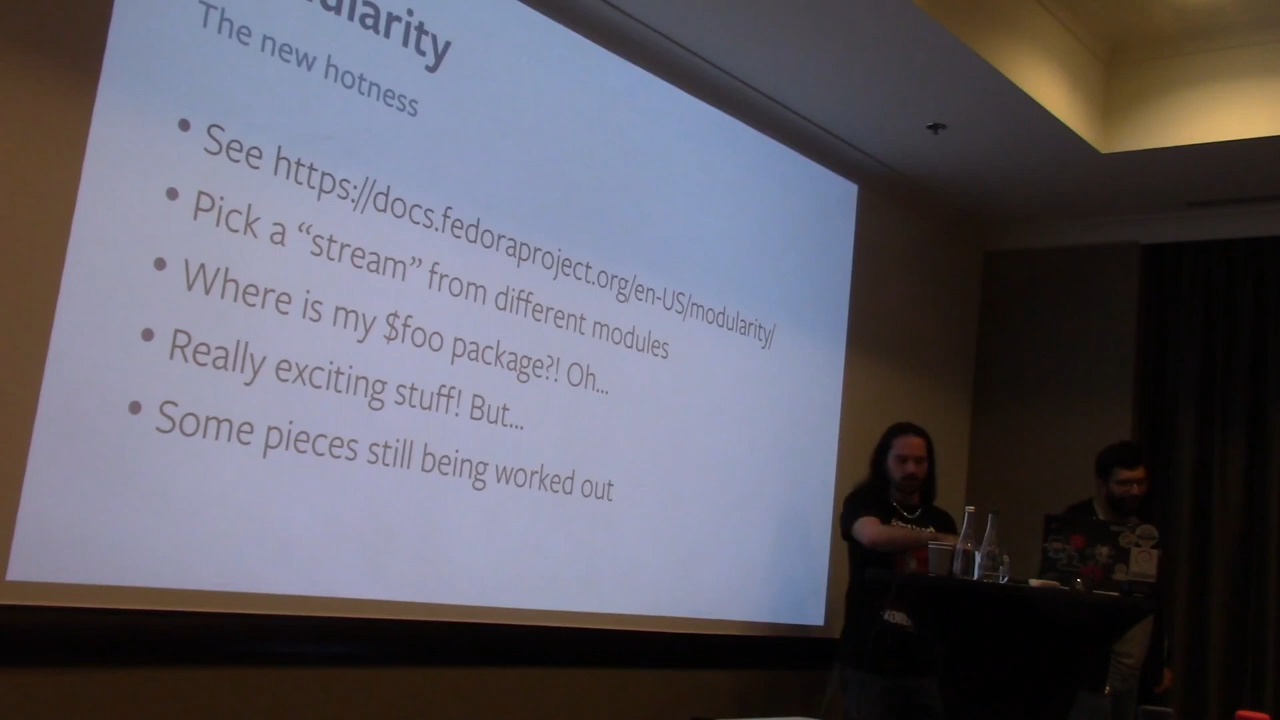 The new hotness
• See https://docs.fedoraproject.org/en-US/modularity/
• Pick a “stream” from different modules
• Where is my $foo package?! Oh...
• Really exciting stuff! But...
• Some pieces still being worked out